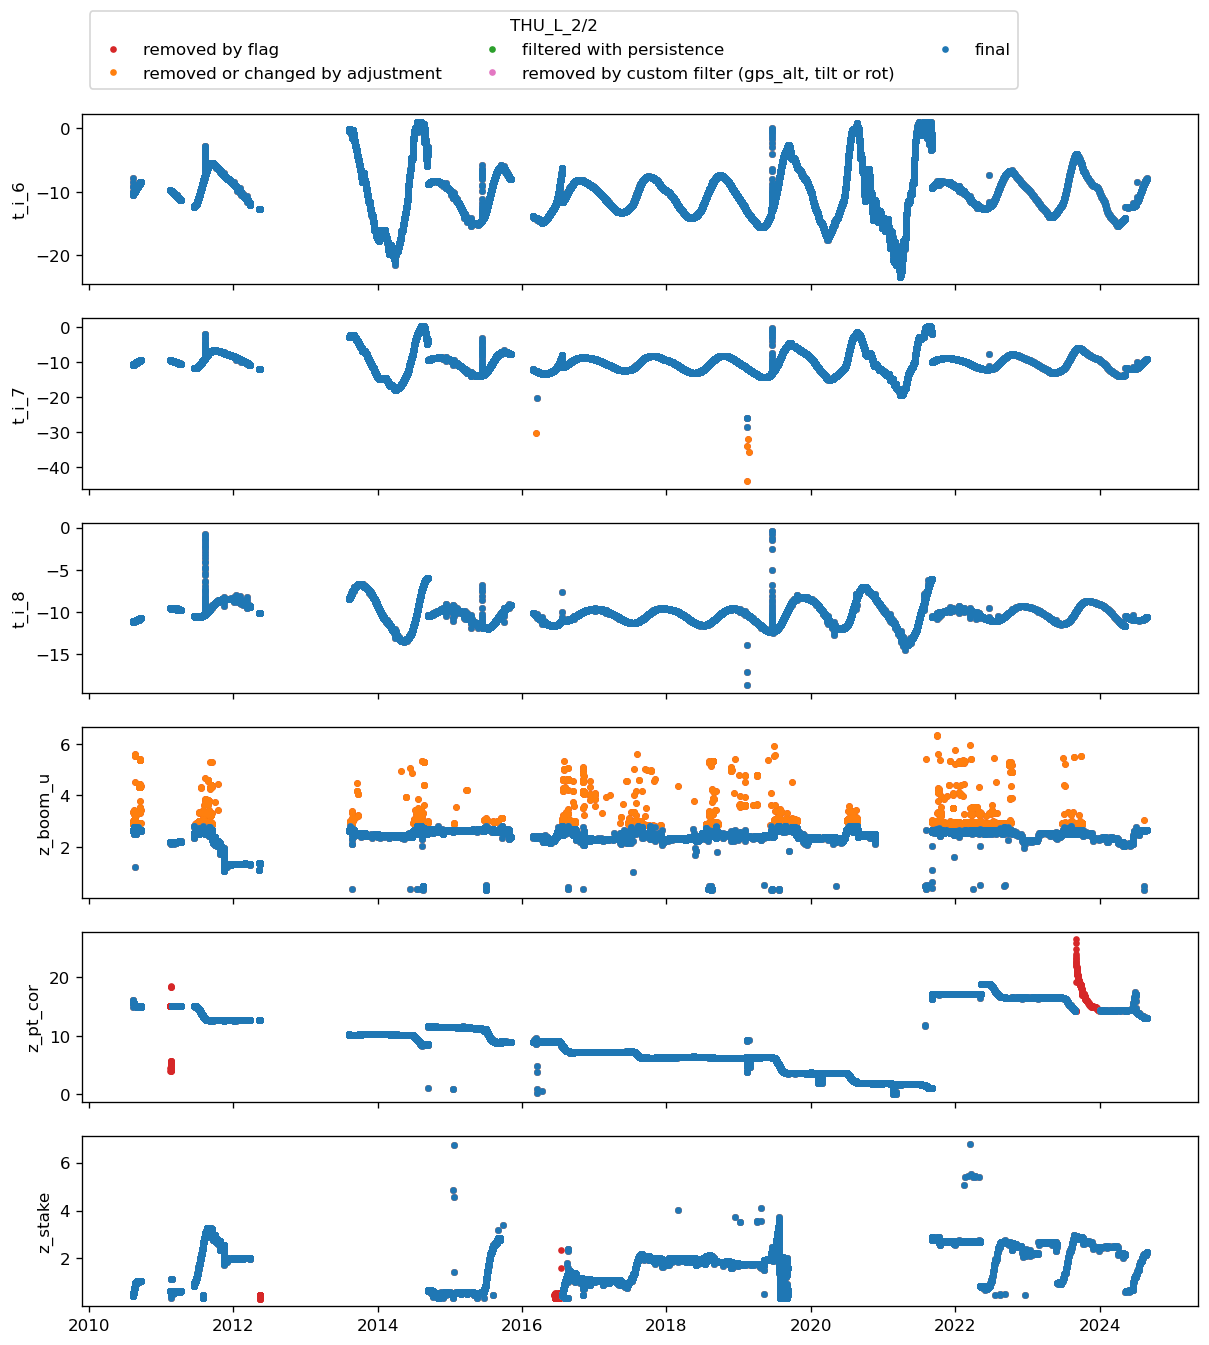 THU_L_2/2
removed by flag
filtered with persistence
final
removed or changed by adjustment
removed by custom filter (gps_alt, tilt or rot)
0
−10
−20
t_i_6
0
−10
−20
−30
−40
t_i_7
0
−5
−10
−15
t_i_8
6
4
2
z_boom_u
20
10
0
z_pt_cor
6
4
2
z_stake
2010 2012 2014 2016 2018 2020 2022 2024